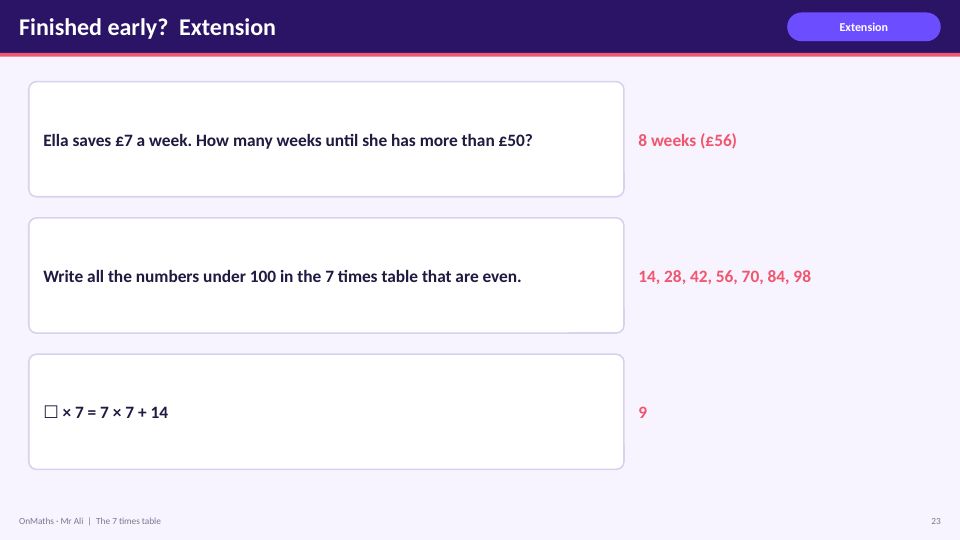 Finished early?  Extension
Extension
Ella saves £7 a week. How many weeks until she has more than £50?
8 weeks (£56)
Write all the numbers under 100 in the 7 times table that are even.
14, 28, 42, 56, 70, 84, 98
☐ × 7 = 7 × 7 + 14
9
OnMaths - Mr Ali  |  The 7 times table
23